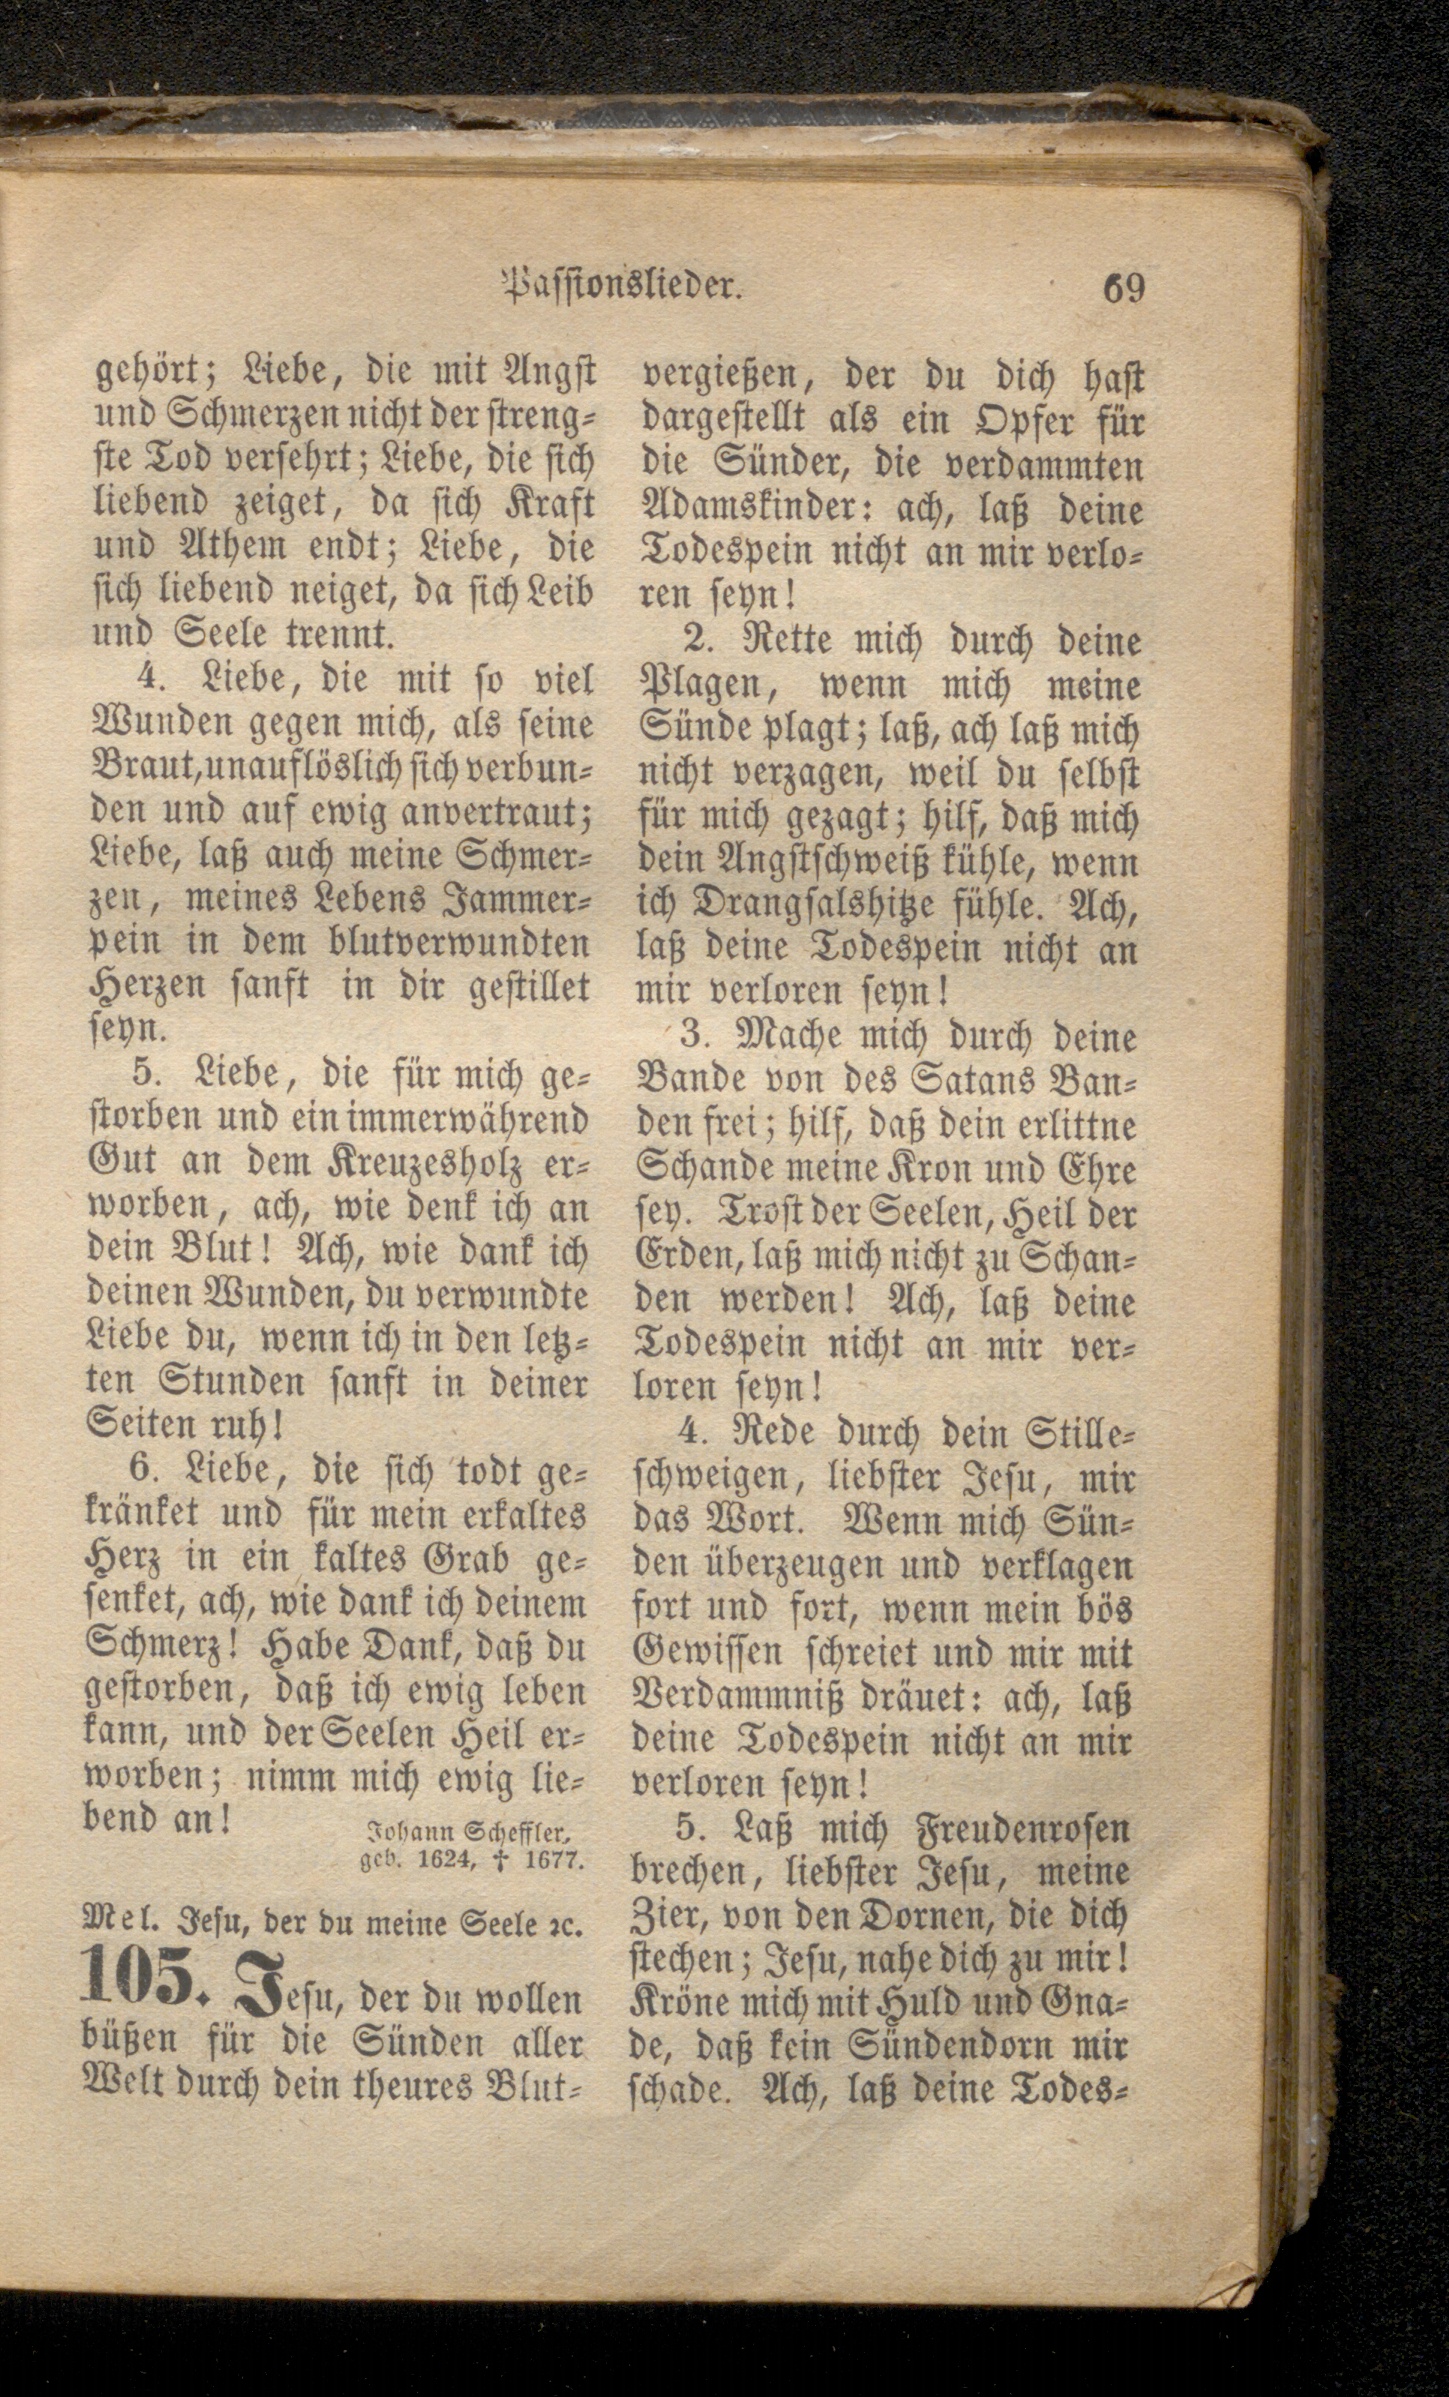 Passionslieder. 69
gehört; Liebe, die mit Angst
und Schmerzen nicht der streng-
ste Tod versehrt; Liebe, die sich
liebend zeiget, da sich Kraft
und Athem endt; Liebe, die
sich liebend neiget, da sich Leib
und Seele trennt.
4. Liebe, die mit so viel
Wunden gegen mich, als seine
Braut, unauflöslich sich verbun-
den und auf ewig anvertraut;
Liebe, laß auch meine Schmer-
zen, meines Lebens Jammer-
pein in dem blutverwundten
Herzen sanft in dir gestillet
seyn.
5. Liebe, die für mich ge-
storben und ein immerwährend
Gut an dem Kreuzesholz er-
worben, ach, wie denk ich an
dein Blut! Ach, wie dank ich
deinen Wunden, du verwundte
Liebe du, wenn ich in den letz-
ten Stunden sanft in deiner
Seiten ruh!
6. Liebe, die sich todt ge-
kränket und für mein erkaltes
Herz in ein kaltes Grab ge-
senket, ach, wie dank ich deinem
Schmerz! Habe Dank, daß du
gestorben, daß ich ewig leben
kann, und der Seelen Heil er-
worben; nimm mich ewig lie-
bend an!
Johann Scheffler,
geb. 1624, † 1677.
Mel. Jesu, der du meine Seele ꝛc.
105. Jesu, der du wollen
büßen für die Sünden aller
Welt durch dein theures Blut-
vergießen, der du dich hast
dargestellt als ein Opfer für
die Sünder, die verdammten
Adamskinder: ach, laß deine
Todespein nicht an mir verlo-
ren seyn!
2. Rette mich durch deine
Plagen, wenn mich meine
Sünde plagt; laß, ach laß mich
nicht verzagen, weil du selbst
für mich gezagt; hilf, daß mich
dein Angstschweiß kühle, wenn
ich Drangsalshitze fühle. Ach,
laß deine Todespein nicht an
mir verloren seyn!
3. Mache mich durch deine
Bande von des Satans Ban-
den frei; hilf, daß dein erlittne
Schande meine Kron und Ehre
sey. Trost der Seelen, Heil der
Erden, laß mich nicht zu Schan-
den werden! Ach, laß deine
Todespein nicht an mir ver-
loren seyn!
4. Rede durch dein Stille-
schweigen, liebster Jesu, mir
das Wort. Wenn mich Sün-
den überzeugen und verklagen
fort und fort, wenn mein bös
Gewissen schreiet und mir mit
Verdammniß dräuet: ach, laß
deine Todespein nicht an mir
verloren seyn!
5. Laß mich Freudenrosen
brechen, liebster Jesu, meine
Zier, von den Dornen, die dich
stechen; Jesu, nahe dich zu mir!
Kröne mich mit Huld und Gna-
de, daß kein Sündendorn mir
schade. Ach, laß deine Todes-